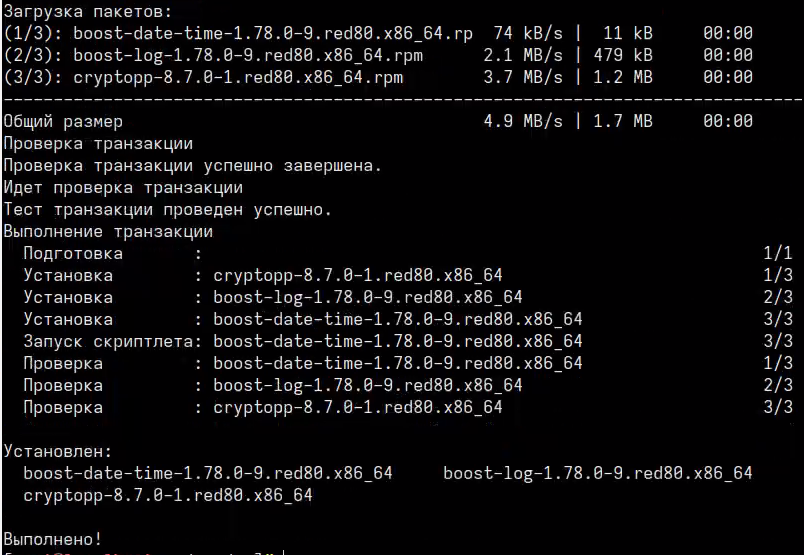 Загрузка пакетов:
(1/3): boost-date-time-1.78.0-9.red80.x86_64.rp 74 kB/s | 11 kB 00:00
(2/3): boost-log-1.78.0-9.red80.x86_64.rpm 2.1 MB/s | 479 kB 00:00
(3/3): cryptopp-8.7.0-1.red80.x86_64.rpm 3.7 MB/s | 1.2 MB 00:00
--------------------------------------------------------------------------------
Общий размер 4.9 MB/s | 1.7 MB 00:00
Проверка транзакции
Проверка транзакции успешно завершена.
Идет проверка транзакции
Тест транзакции проведен успешно.
Выполнение транзакции
Подготовка : 1/1
Установка : cryptopp-8.7.0-1.red80.x86_64 1/3
Установка : boost-log-1.78.0-9.red80.x86_64 2/3
Установка : boost-date-time-1.78.0-9.red80.x86_64 3/3
Запуск скриптлета: boost-date-time-1.78.0-9.red80.x86_64 3/3
Проверка : boost-date-time-1.78.0-9.red80.x86_64 1/3
Проверка : boost-log-1.78.0-9.red80.x86_64 2/3
Проверка : cryptopp-8.7.0-1.red80.x86_64 3/3
Установлен:
boost-date-time-1.78.0-9.red80.x86_64 boost-log-1.78.0-9.red80.x86_64
cryptopp-8.7.0-1.red80.x86_64
Выполнено!